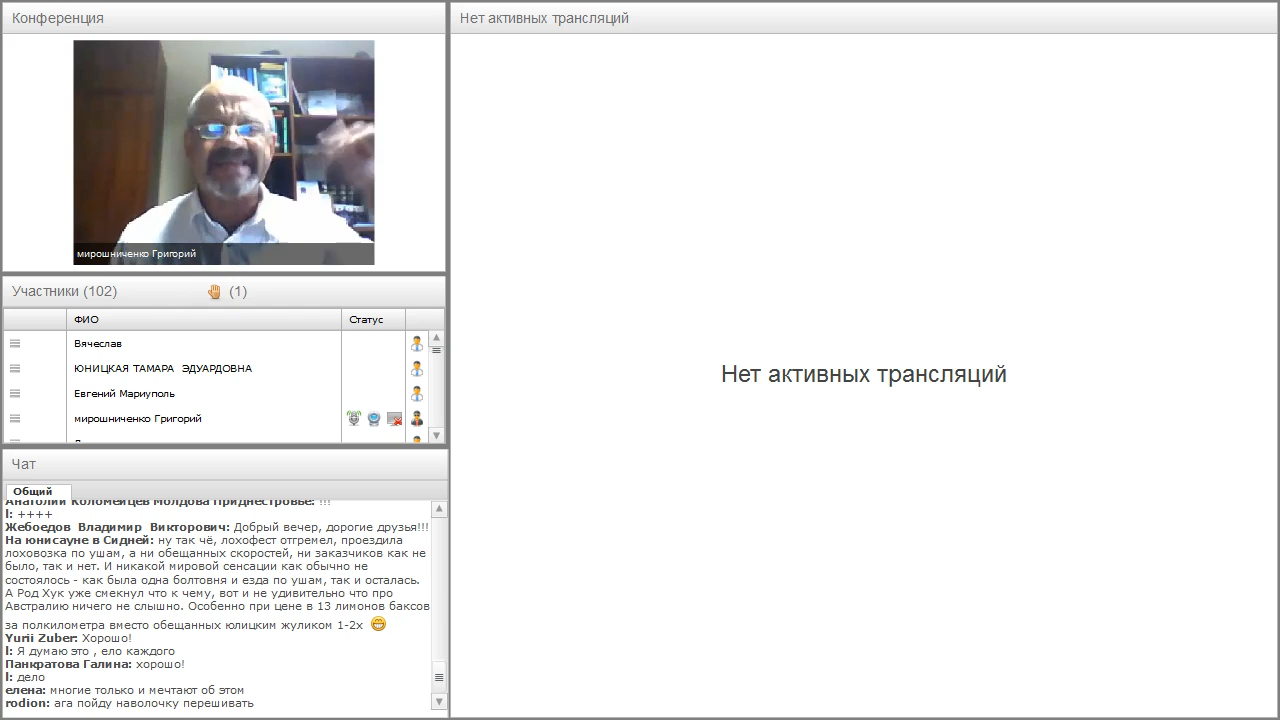 Конференция
мирошниченко Григорий
Участники (102)
(1)
ФИО
Статус
Вячеслав
ЮНИЦКАЯ ТАМАРА ЭДУАРДОВНА
Евгений Мариуполь
мирошниченко Григорий
Чат
Общий
Анатолий Коломейцев Молдова Приднестровье: !!!
l: ++++
Жебоедов Владимир Викторович: Добрый вечер, дорогие друзья!!!
На юнисауне в Сидней: ну так чё, лохофест отгремел, проездила
лоховозка по ушам, а ни обещанных скоростей, ни заказчиков как не
было, так и нет. И никакой мировой сенсации как обычно не
состоялось - как была одна болтовня и езда по ушам, так и осталась.
А Род Хук уже смекнул что к чему, вот и не удивительно что про
Австралию ничего не слышно. Особенно при цене в 13 лимонов баксов
за полкилометра вместо обещанных юлицким жуликом 1-2х
Yurii Zuber: Хорошо!
l: Я думаю это , ело каждого
Панкратова Галина: хорошо!
l: дело
елена: многие только и мечтают об этом
rodion: ага пойду наволочку перешивать
Нет активных трансляций
Нет активных трансляций